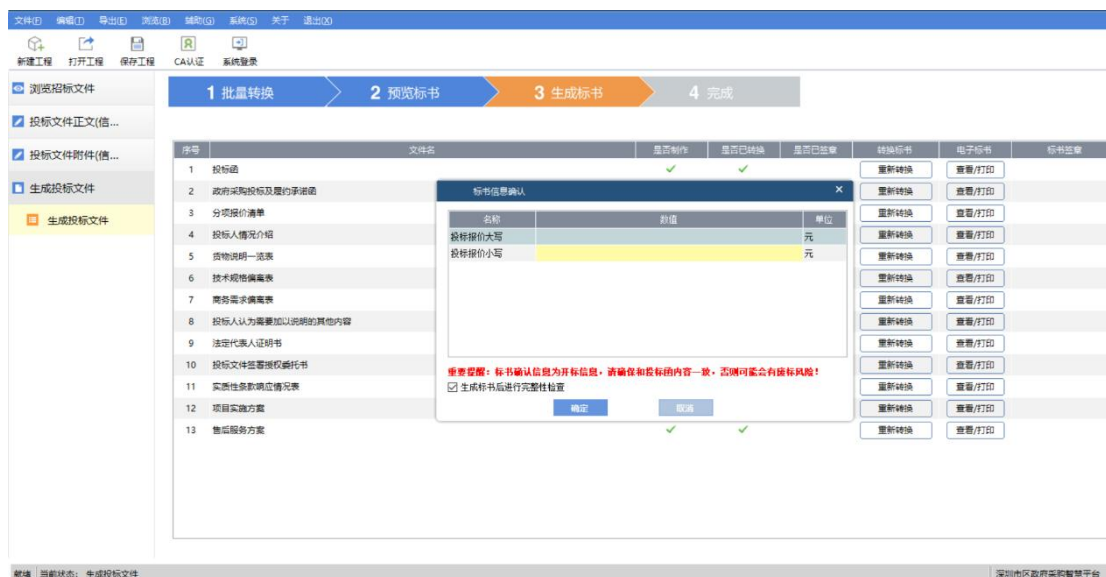 文件(F) 编辑(I) 导出(E) 浏览(B) 辅助(G) 系统(S) 关于 退出(X)
新建工程 打开工程 保存工程 CA认证 系统登录
浏览招标文件
投标文件正文(信...
投标文件附件(信...
生成投标文件
生成投标文件
1 批量转换 2 预览标书 3 生成标书 4 完成
序号 文件名 是否制作 是否已转换 是否已签章 转换标书 电子标书 标书签章
1 投标函 重新转换 查看/打印
2 政府采购投标及履约承诺函 重新转换 查看/打印
3 分项报价清单 重新转换 查看/打印
4 投标人情况介绍 重新转换 查看/打印
5 货物说明一览表 重新转换 查看/打印
6 技术规格偏离表 重新转换 查看/打印
7 商务需求偏离表 重新转换 查看/打印
8 投标人认为需要加以说明的其他内容 重新转换 查看/打印
9 法定代表人证明书 重新转换 查看/打印
10 投标文件签署授权委托书 重新转换 查看/打印
11 实质性条款响应情况表 重新转换 查看/打印
12 项目实施方案 重新转换 查看/打印
13 售后服务方案 重新转换 查看/打印
标书信息确认
名称 数值 单位
投标报价大写 元
投标报价小写 元
重要提醒：标书确认信息为开标信息，请确保和投标函内容一致，否则可能会有废标风险！
生成标书后进行完整性检查
确定 取消
就绪 当前状态：生成投标文件 深圳市区政府采购智慧平台